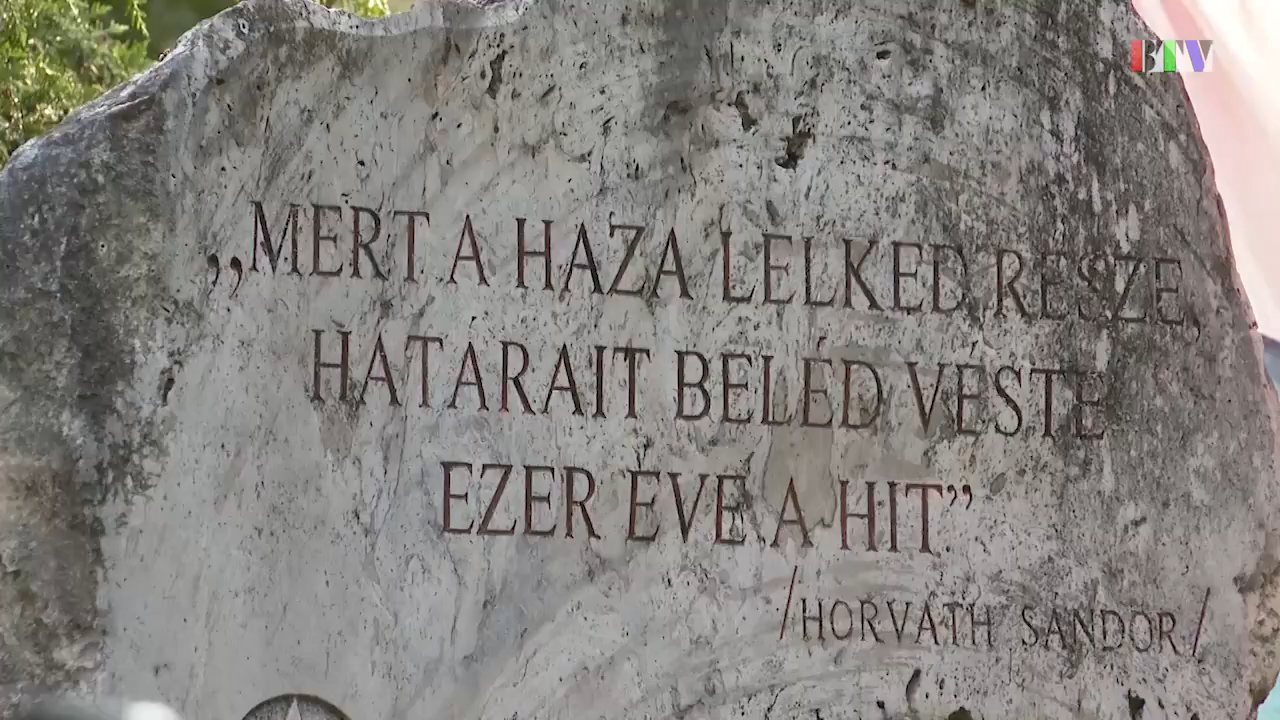 BTV
„MERT A HAZA LELKED RÉSZE,
HATÁRAIT BELÉD VÉSTE
EZER ÉVE A HIT”
/HORVÁTH SÁNDOR/